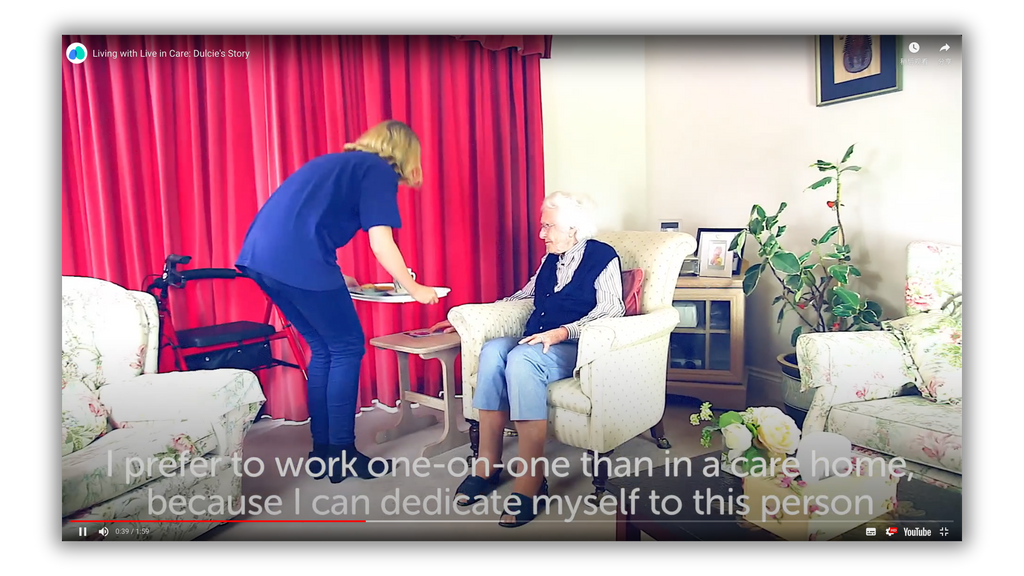 Living with Live in Care: Dulcie's Story
I prefer to work one-on-one than in a care home,
because I can dedicate myself to this person
0:39 / 1:59
YouTube